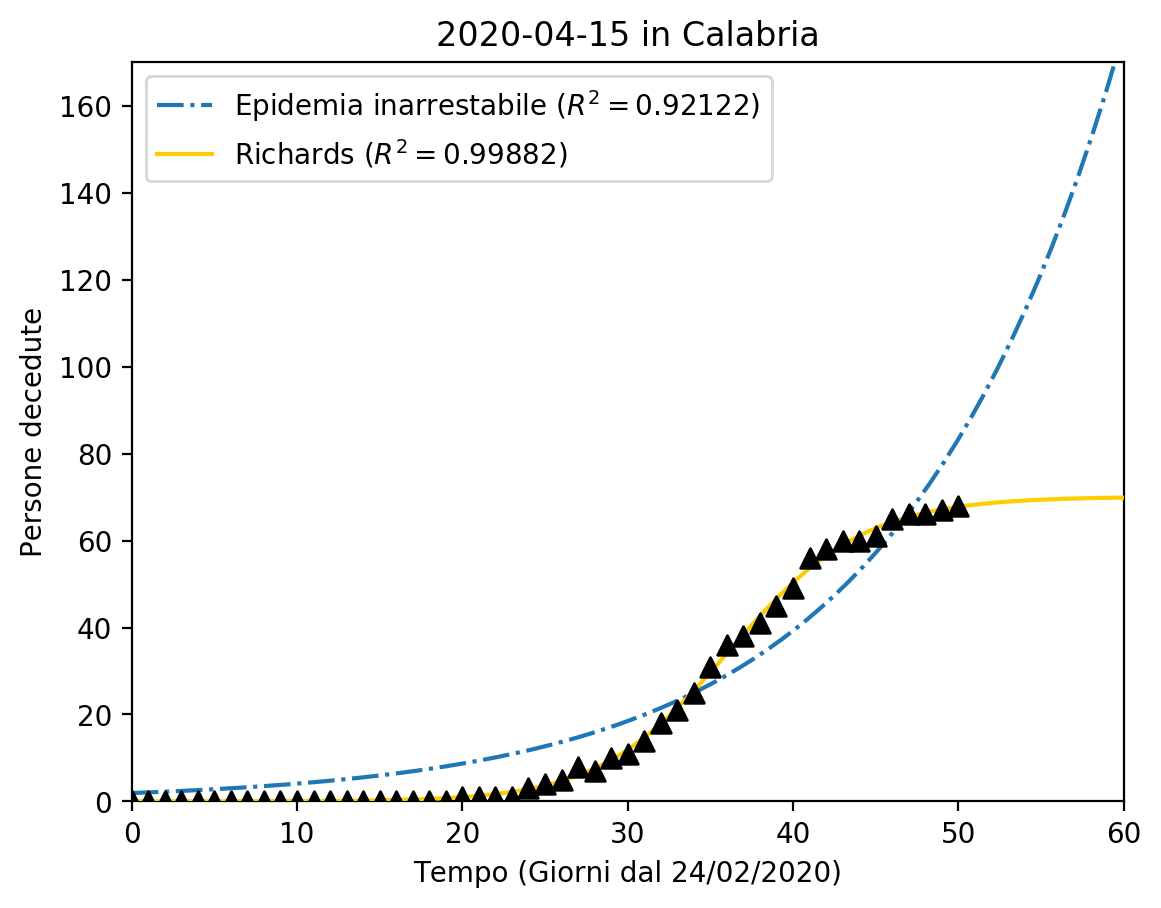 2020-04-15 in Calabria
Epidemia inarrestabile (R² = 0.92122)
Richards (R² = 0.99882)
Persone decedute
160
140
120
100
80
60
40
20
0
0 10 20 30 40 50 60
Tempo (Giorni dal 24/02/2020)